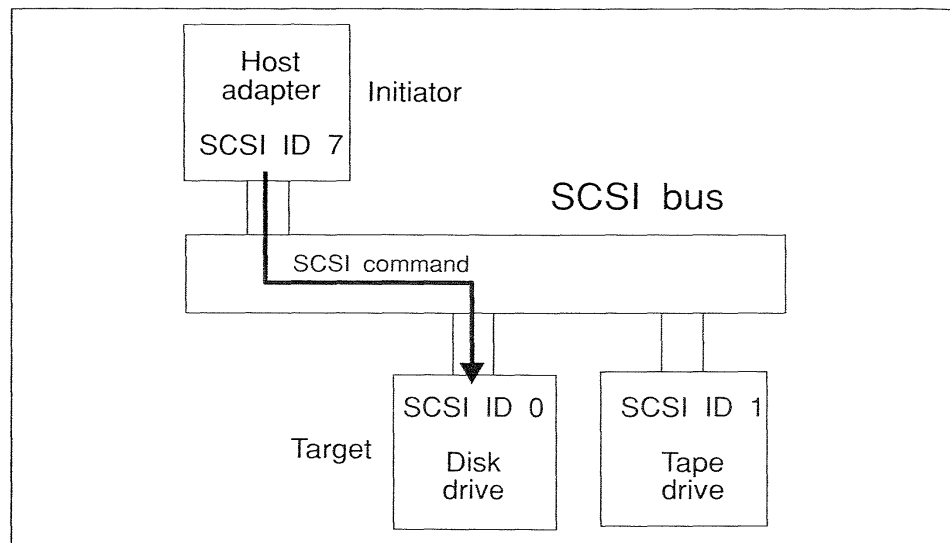 Host
adapter
SCSI ID 7
Initiator
SCSI bus
SCSI command
SCSI ID 0
Disk
drive
Target
SCSI ID 1
Tape
drive